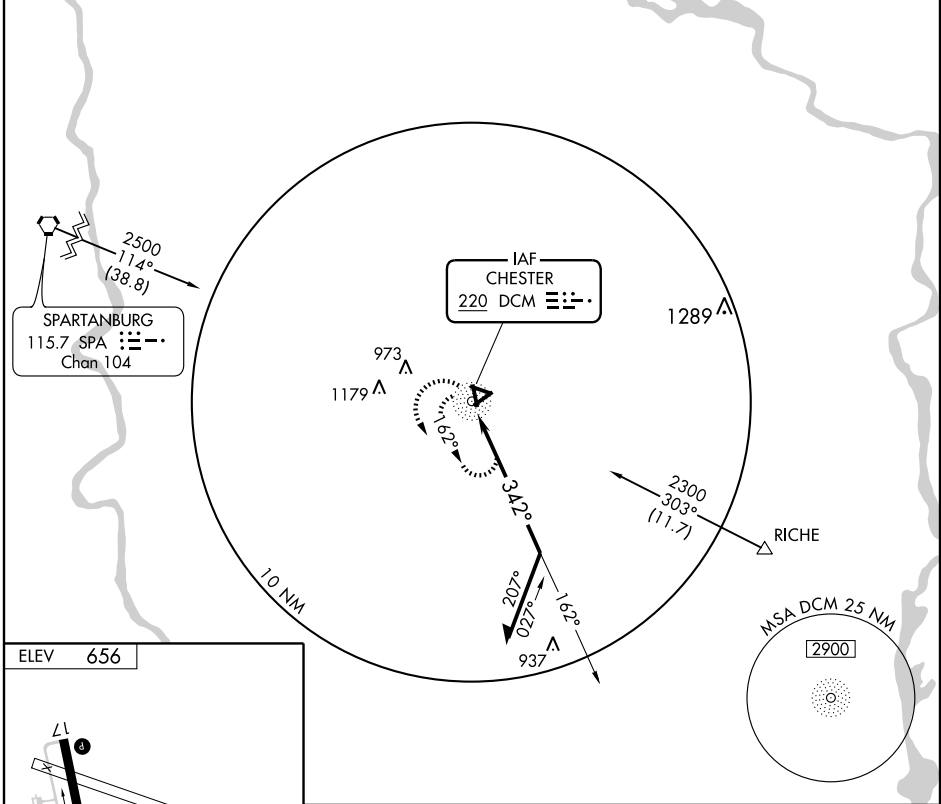 2500
114°
(38.8)
SPARTANBURG
115.7 SPA
Chan 104
IAF
CHESTER
220 DCM
1289
973
1179
162°
342°
2300
303°
(11.7)
RICHE
207°
027°
162°
937
10 NM
MSA DCM 25 NM
2900
ELEV 656
17
P
X